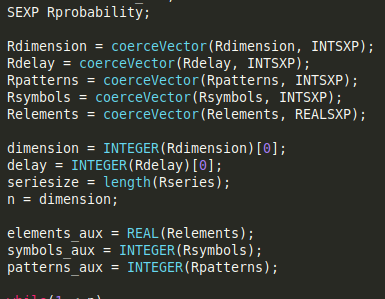 SEXP Rprobability;
Rdimension = coerceVector(Rdimension, INTSXP);
Rdelay = coerceVector(Rdelay, INTSXP);
Rpatterns = coerceVector(Rpatterns, INTSXP);
Rsymbols = coerceVector(Rsymbols, INTSXP);
Relements = coerceVector(Relements, REALSXP);
dimension = INTEGER(Rdimension)[0];
delay = INTEGER(Rdelay)[0];
seriesize = length(Rseries);
n = dimension;
elements_aux = REAL(Relements);
symbols_aux = INTEGER(Rsymbols);
patterns_aux = INTEGER(Rpatterns);